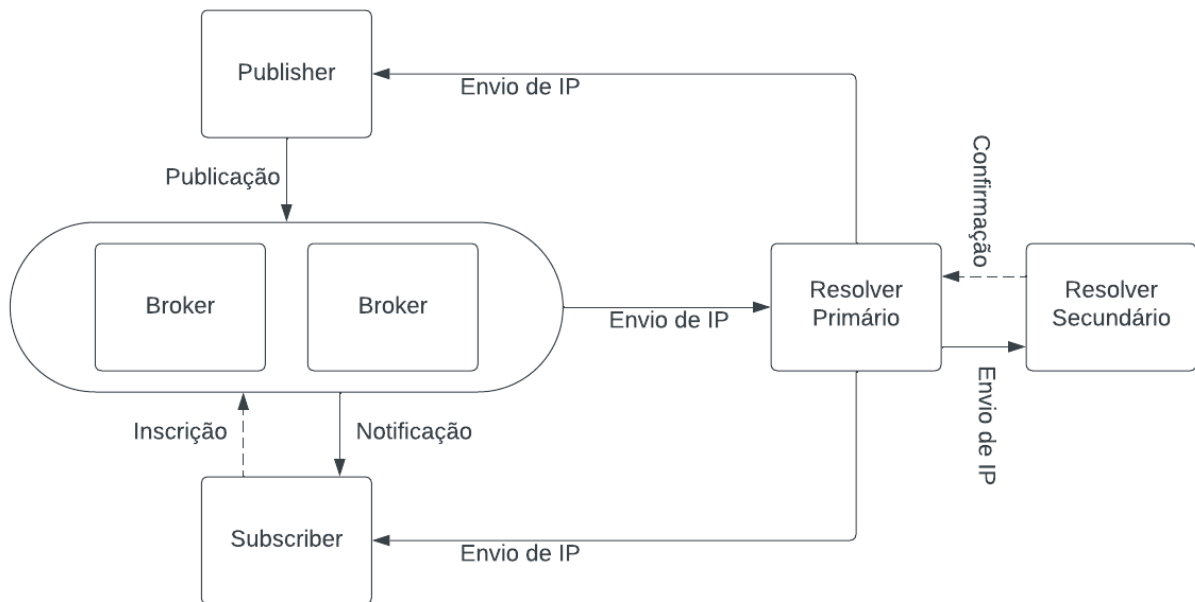 Publisher
Envio de IP
Publicação
Confirmação
Broker
Broker
Envio de IP
Resolver
Primário
Resolver
Secundário
Inscrição
Notificação
Envio de IP
Subscriber
Envio de IP